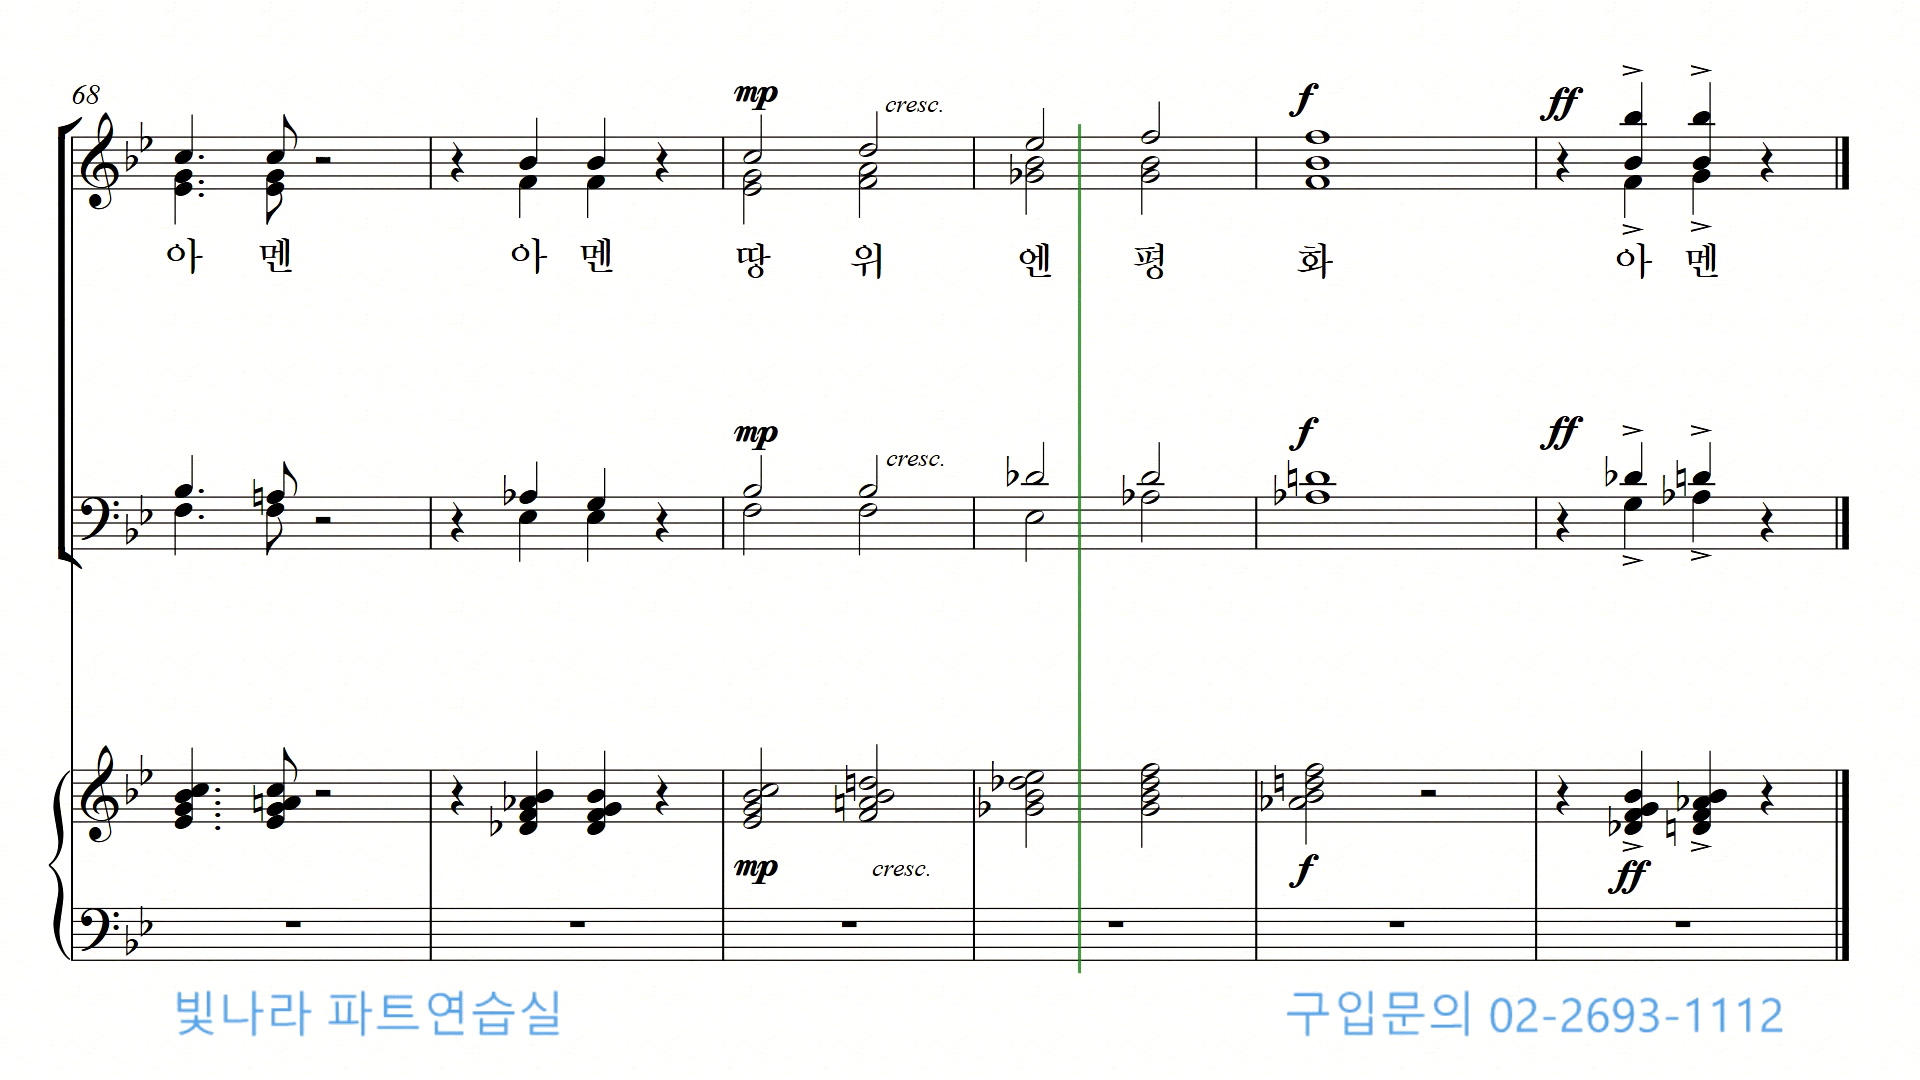 68
mp cresc. f ff
아 멘 아 멘 땅 위 엔 평 화 아 멘
mp cresc. f ff
mp cresc. f ff
빛나라 파트연습실 구입문의 02-2693-1112